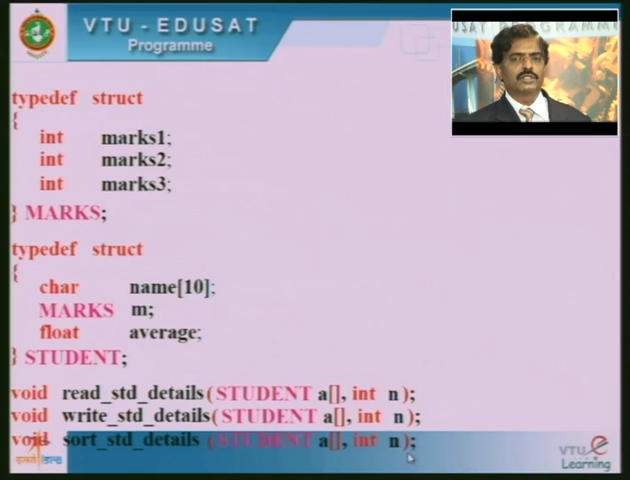 VTU - EDUSAT
Programme
typedef struct
{
int marks1;
int marks2;
int marks3;
} MARKS;
typedef struct
{
char name[10];
MARKS m;
float average;
} STUDENT;
void read_std_details(STUDENT a[], int n);
void write_std_details(STUDENT a[], int n);
void sort_std_details (STUDENT a[], int n);
VTU e
Learning